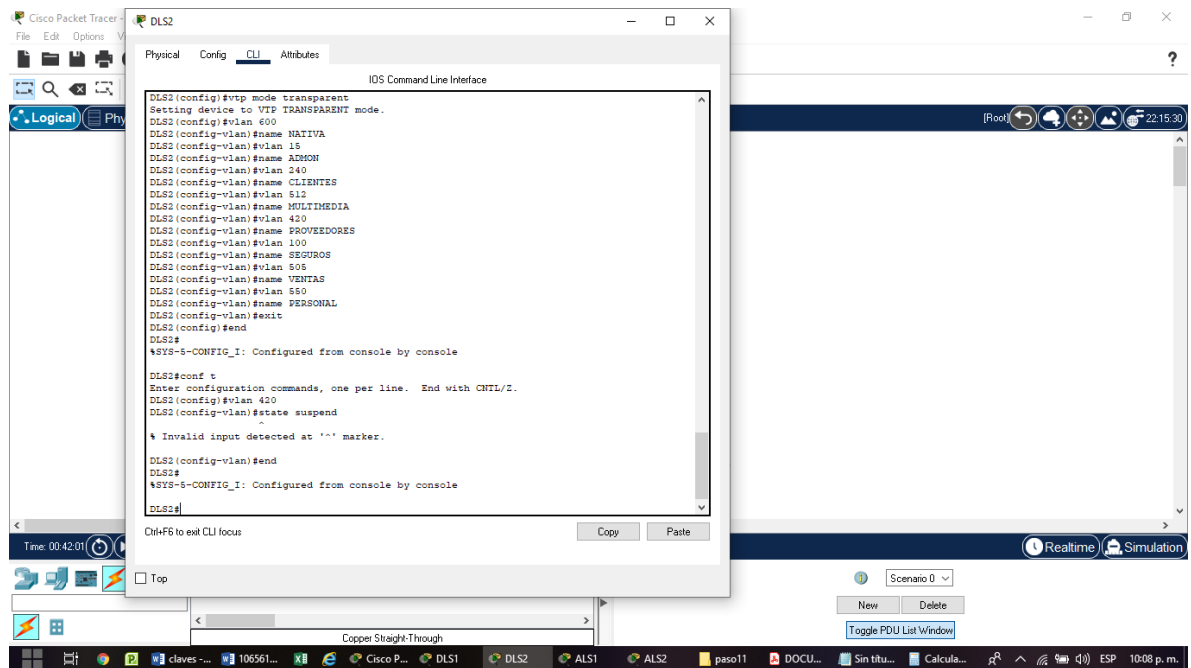 Cisco Packet Tracer -
DLS2
File Edit Options
Physical Config CLI Attributes
IOS Command Line Interface
Logical
Phy
[Root]
22:15:30
DLS2(config)#vtp mode transparent
Setting device to VTP TRANSPARENT mode.
DLS2(config)#vlan 600
DLS2(config-vlan)#name NATIVA
DLS2(config-vlan)#vlan 15
DLS2(config-vlan)#name ADMON
DLS2(config-vlan)#vlan 240
DLS2(config-vlan)#name CLIENTES
DLS2(config-vlan)#vlan 512
DLS2(config-vlan)#name MULTIMEDIA
DLS2(config-vlan)#vlan 420
DLS2(config-vlan)#name PROVEEDORES
DLS2(config-vlan)#vlan 100
DLS2(config-vlan)#name SEGUROS
DLS2(config-vlan)#vlan 505
DLS2(config-vlan)#name VENTAS
DLS2(config-vlan)#vlan 550
DLS2(config-vlan)#name PERSONAL
DLS2(config-vlan)#exit
DLS2(config)#end
DLS2#
%SYS-5-CONFIG_I: Configured from console by console
DLS2#conf t
Enter configuration commands, one per line. End with CNTL/Z.
DLS2(config)#vlan 420
DLS2(config-vlan)#state suspend
^
% Invalid input detected at '^' marker.
DLS2(config-vlan)#end
DLS2#
%SYS-5-CONFIG_I: Configured from console by console
DLS2#
Ctrl+F6 to exit CLI focus
Copy
Paste
Time: 00:42:01
Realtime
Simulation
Top
Scenario 0
New
Delete
Toggle PDU List Window
Copper Straight-Through
claves -... 106561... Cisco P... DLS1 DLS2 ALS1 ALS2 paso11 DOCU... Sin títu... Calcula... ESP 10:08 p. m.